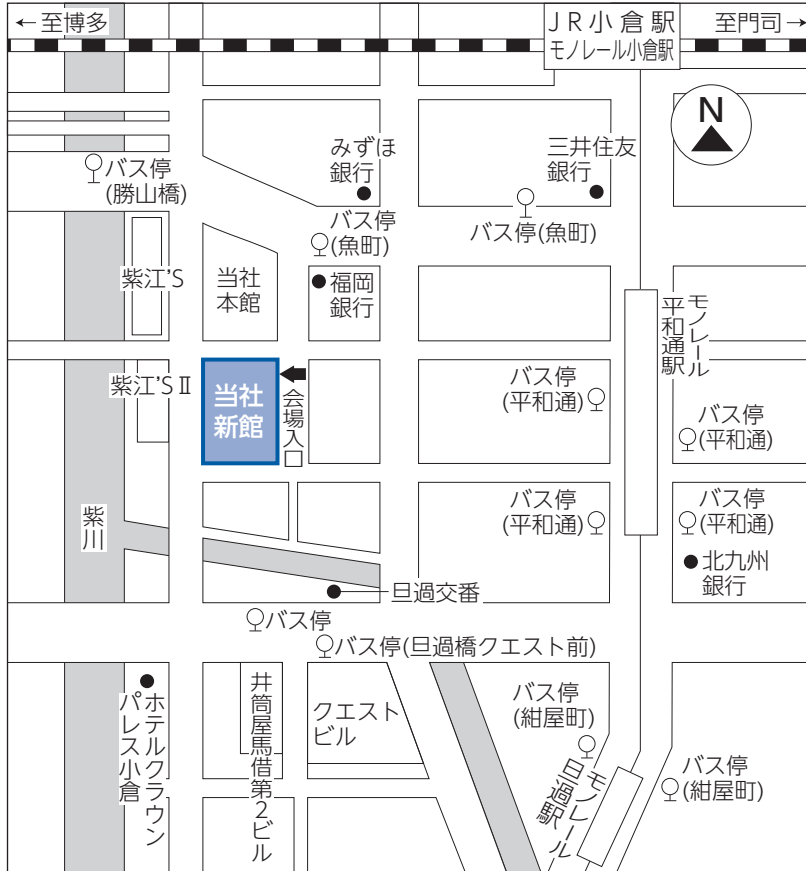 ←至博多
JR小倉駅
モノレール小倉駅
至門司→
N
みずほ
銀行
三井住友
銀行
バス停
(勝山橋)
バス停
(魚町)
バス停(魚町)
紫江'S
当社
本館
福岡
銀行
モノレール
平和通駅
紫江'SⅡ
当社
新館
会場入口
バス停
(平和通)
バス停
(平和通)
紫川
バス停
(平和通)
バス停
(平和通)
北九州
銀行
旦過交番
バス停
バス停(旦過橋クエスト前)
ホテルクラウン
パレス小倉
井筒屋馬借第2ビル
クエスト
ビル
バス停
(紺屋町)
モノレール
旦過駅
バス停
(紺屋町)